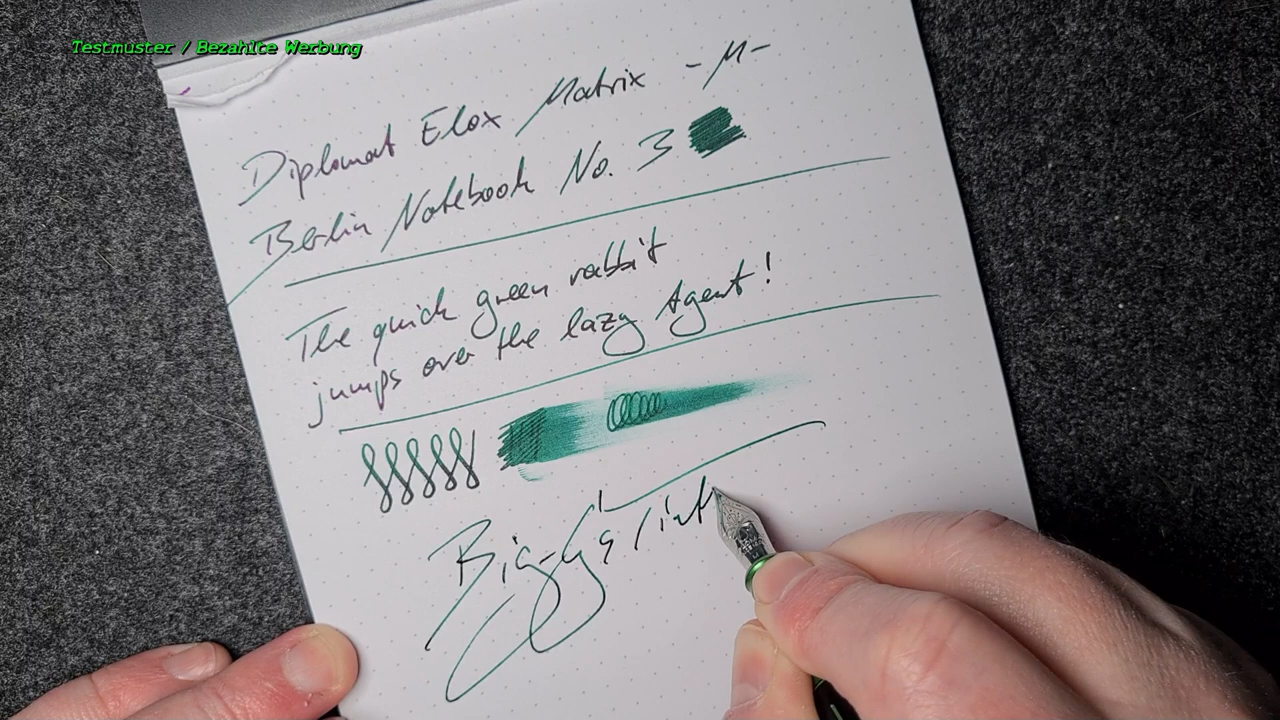 Testmuster / Bezahlte Werbung
Diplomat Elox Matrix -M-
Berlin Notebook No. 3
The quick green rabbit
jumps over the lazy Agent!